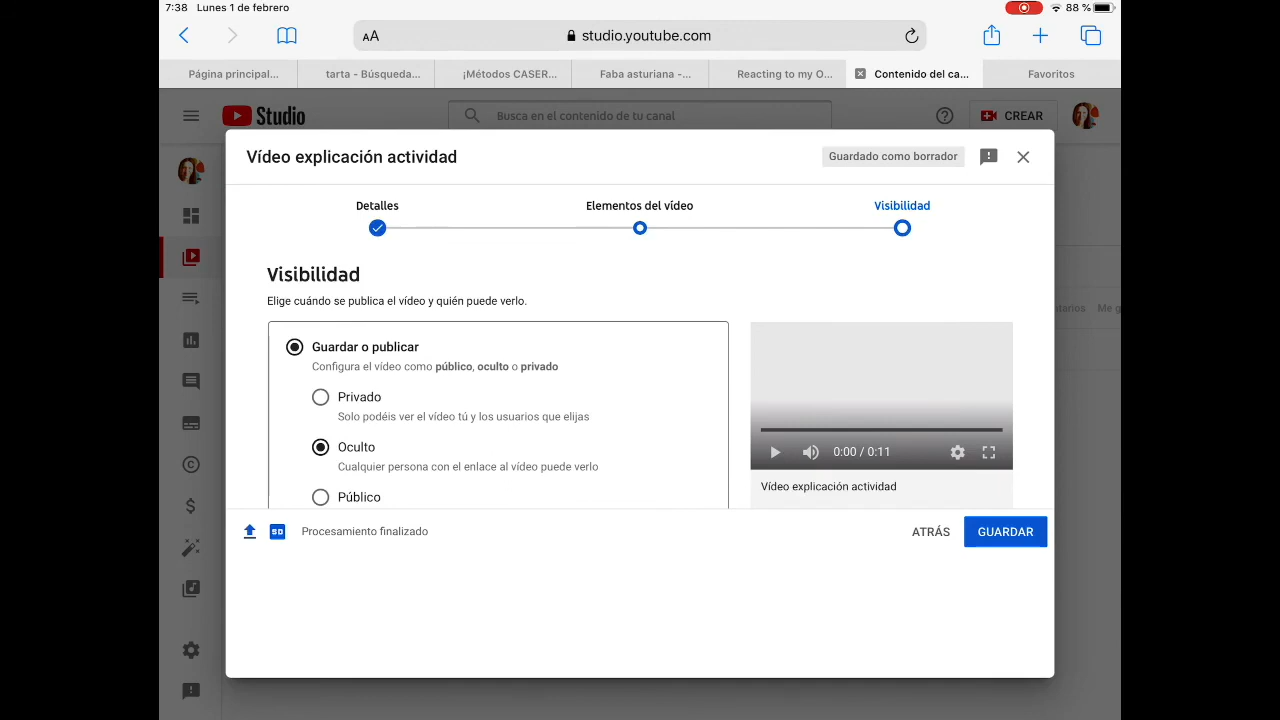 7:38 Lunes 1 de febrero 88 %
AA studio.youtube.com
Página principal...
tarta - Búsqueda...
¡Métodos CASER...
Faba asturiana -...
Reacting to my O...
Contenido del ca...
Favoritos
Studio
Busca en el contenido de tu canal
CREAR
Vídeo explicación actividad
Guardado como borrador
Detalles
Elementos del vídeo
Visibilidad
Visibilidad
Elige cuándo se publica el vídeo y quién puede verlo.
Guardar o publicar
Configura el vídeo como público, oculto o privado
Privado
Solo podéis ver el vídeo tú y los usuarios que elijas
Oculto
Cualquier persona con el enlace al vídeo puede verlo
Público
0:00 / 0:11
Vídeo explicación actividad
tarios Me g
SD Procesamiento finalizado
ATRÁS
GUARDAR